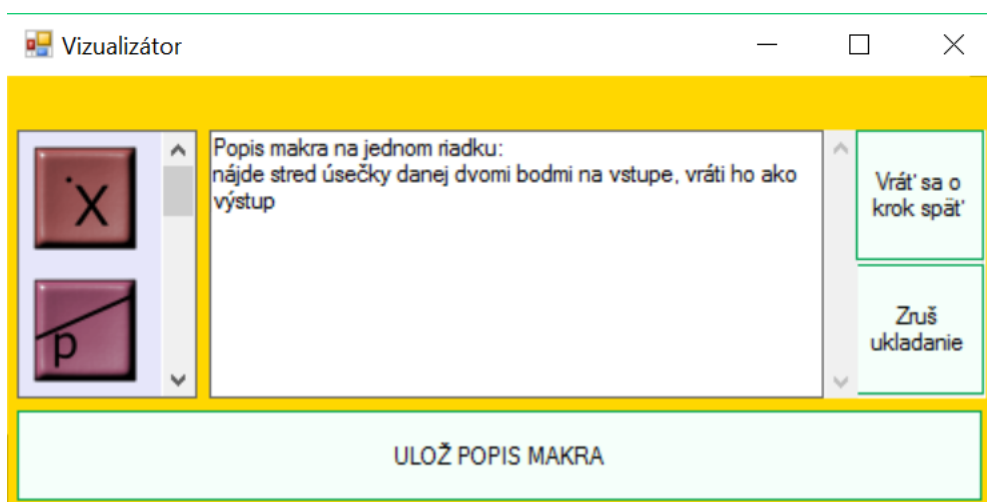 Vizualizátor
X
p
Popis makra na jednom riadku:
nájde stred úsečky danej dvomi bodmi na vstupe, vráti ho ako
výstup
Vráť sa o
krok späť
Zruš
ukladanie
ULOŽ POPIS MAKRA